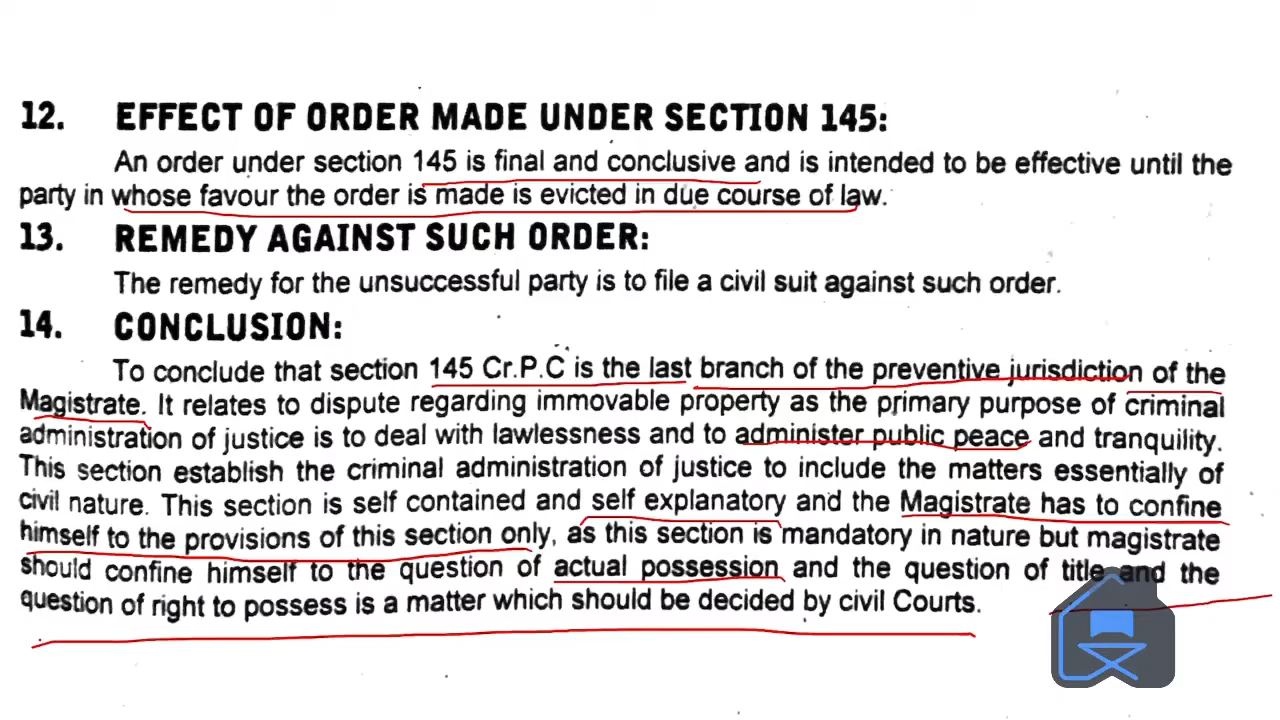 12. EFFECT OF ORDER MADE UNDER SECTION 145:
An order under section 145 is final and conclusive and is intended to be effective until the
party in whose favour the order is made is evicted in due course of law.
13. REMEDY AGAINST SUCH ORDER:
The remedy for the unsuccessful party is to file a civil suit against such order.
14. CONCLUSION:
To conclude that section 145 Cr.P.C is the last branch of the preventive jurisdiction of the
Magistrate. It relates to dispute regarding immovable property as the primary purpose of criminal
administration of justice is to deal with lawlessness and to administer public peace and tranquility.
This section establish the criminal administration of justice to include the matters essentially of
civil nature. This section is self contained and self explanatory and the Magistrate has to confine
himself to the provisions of this section only, as this section is mandatory in nature but magistrate
should confine himself to the question of actual possession and the question of title and the
question of right to possess is a matter which should be decided by civil Courts.